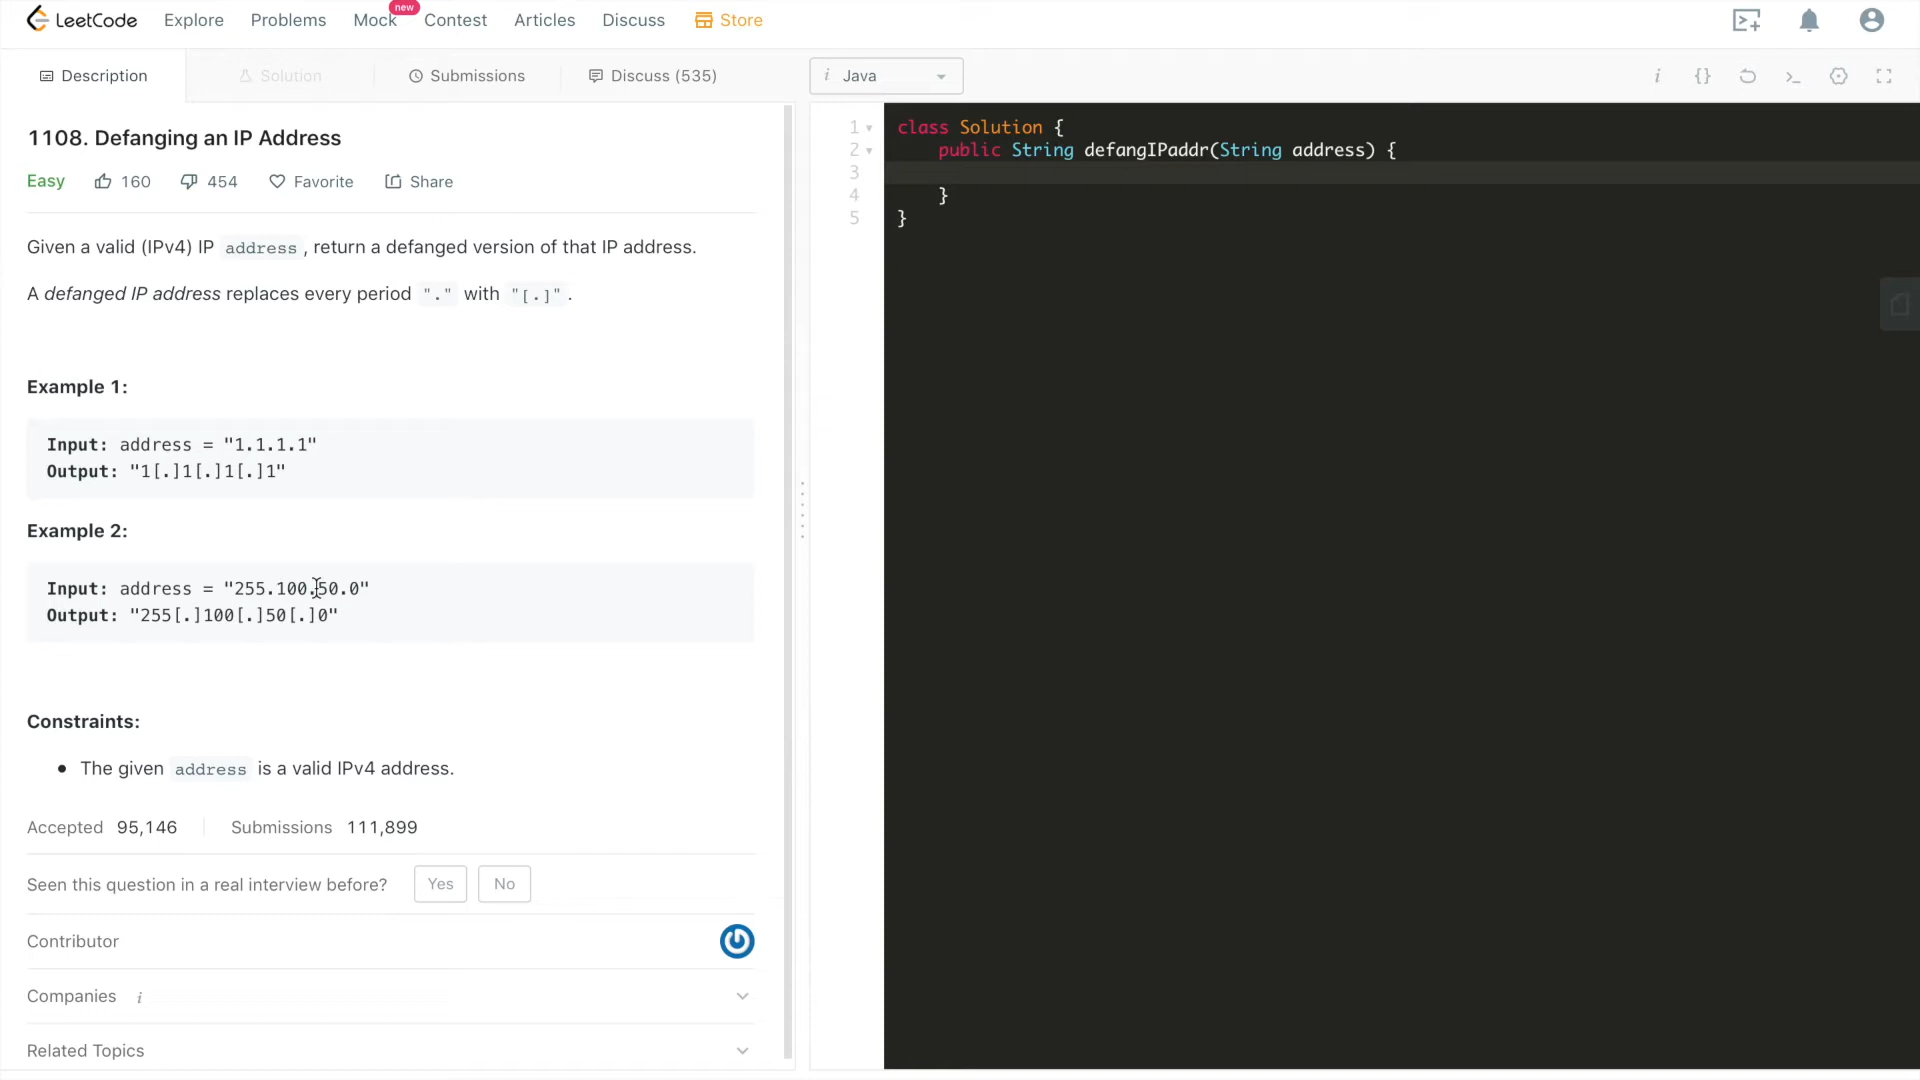 LeetCode Explore Problems Mock new Contest Articles Discuss Store
Description Solution Submissions Discuss (535)
i Java
1108. Defanging an IP Address
Easy 160 454 Favorite Share
Given a valid (IPv4) IP address, return a defanged version of that IP address.
A defanged IP address replaces every period "." with "[.]".
Example 1:
Input: address = "1.1.1.1"
Output: "1[.]1[.]1[.]1"
Example 2:
Input: address = "255.100.50.0"
Output: "255[.]100[.]50[.]0"
Constraints:
• The given address is a valid IPv4 address.
Accepted 95,146 Submissions 111,899
Seen this question in a real interview before? Yes No
Contributor
Companies i
Related Topics
i {} >_
1 class Solution {
2 public String defangIPaddr(String address) {
3
4 }
5 }